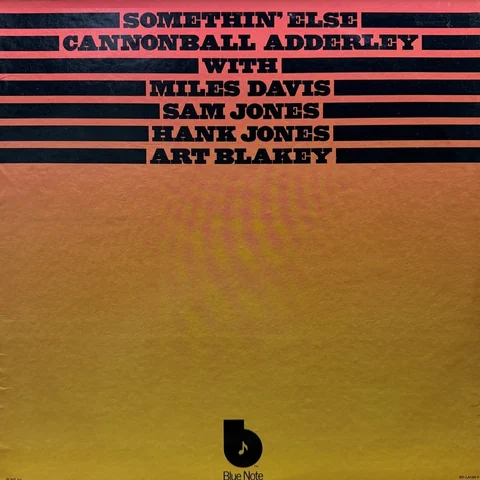 SOMETHIN' ELSE
CANNONBALL ADDERLEY
WITH
MILES DAVIS
SAM JONES
HANK JONES
ART BLAKEY
b
Blue Note